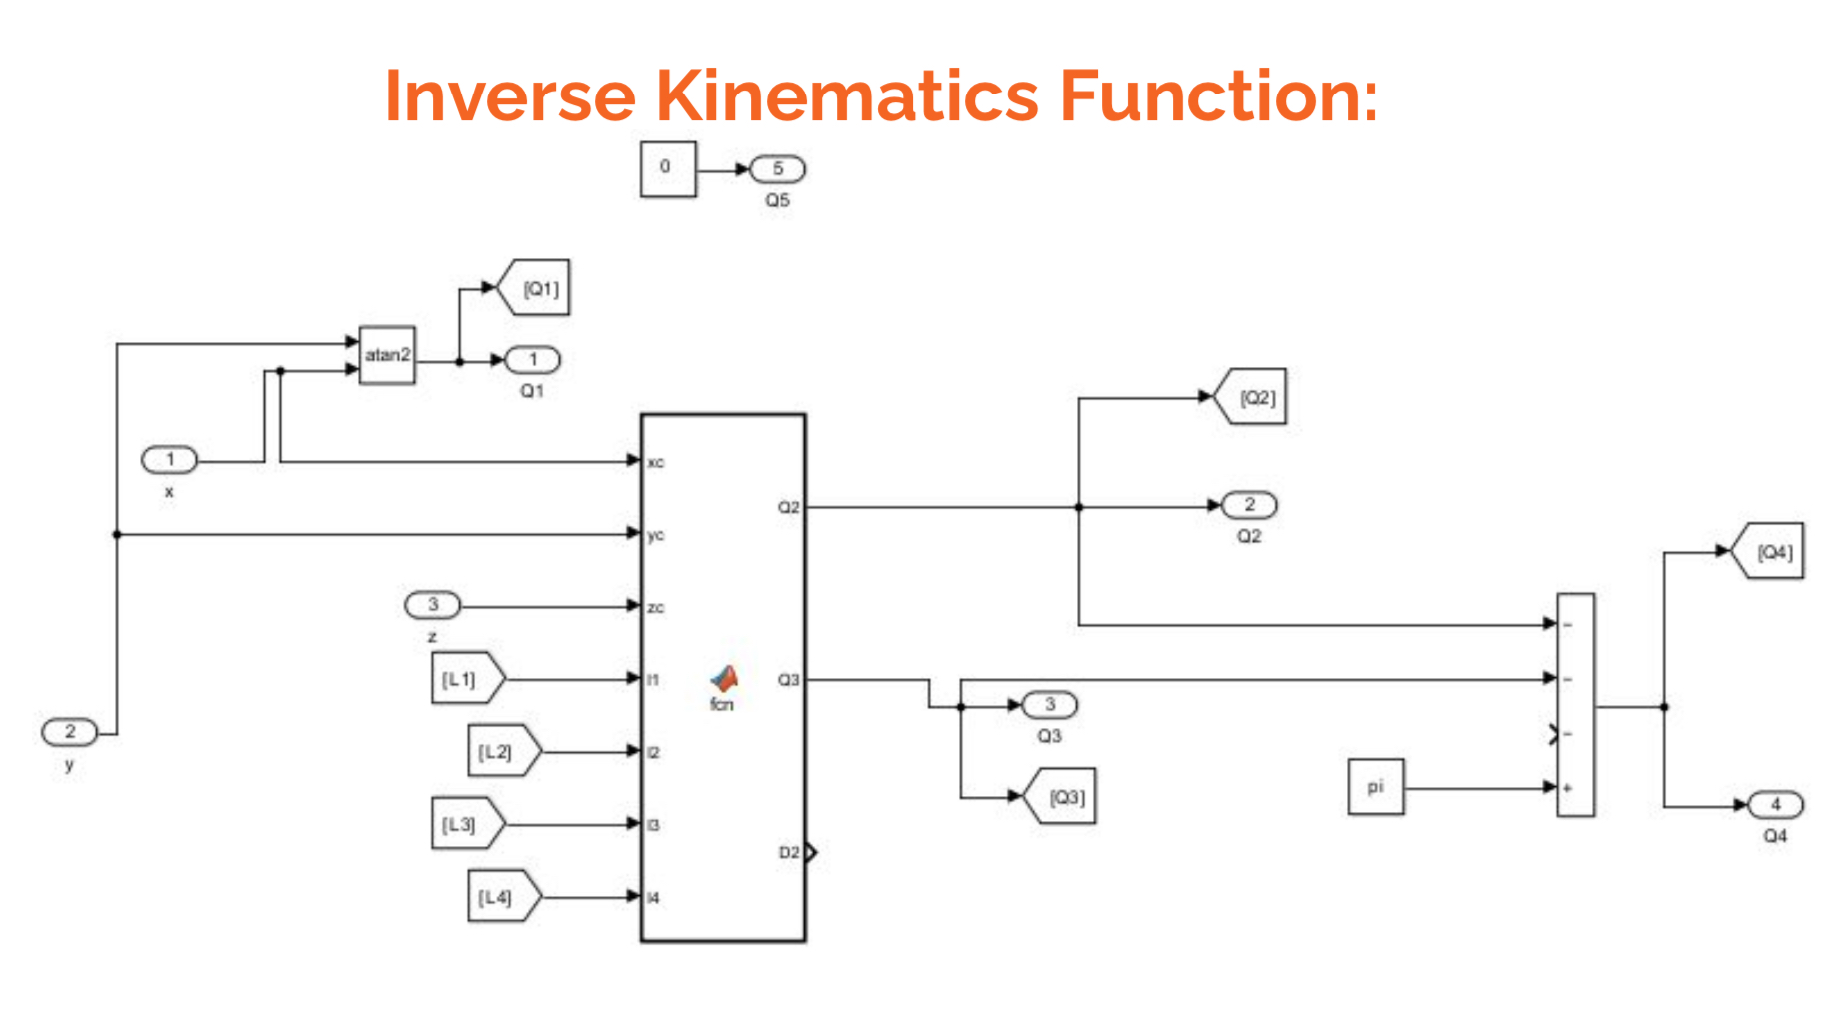 Inverse Kinematics Function:
0
5
Q5
[Q1]
atan2
1
Q1
1
x
2
y
3
z
[L1]
[L2]
[L3]
[L4]
xc
yc
zc
l1
l2
l3
l4
fcn
Q2
Q3
D2
[Q2]
2
Q2
3
Q3
[Q3]
pi
-
-
-
+
[Q4]
4
Q4